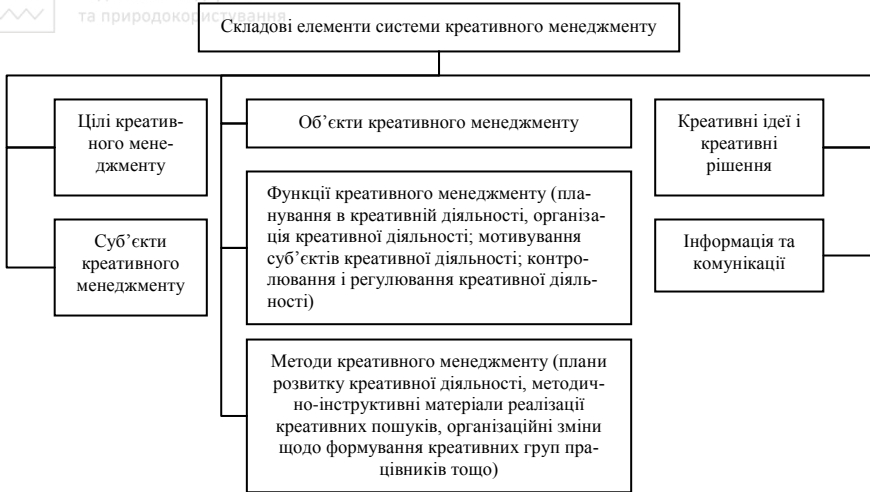 та природокористування
Складові елементи системи креативного менеджменту
Цілі креатив-
ного мене-
джменту
Суб’єкти
креативного
менеджменту
Об’єкти креативного менеджменту
Функції креативного менеджменту (пла-
нування в креативній діяльності, організа-
ція креативної діяльності; мотивування
суб’єктів креативної діяльності; контро-
лювання і регулювання креативної діяль-
ності)
Методи креативного менеджменту (плани
розвитку креативної діяльності, методич-
но-інструктивні матеріали реалізації
креативних пошуків, організаційні зміни
щодо формування креативних груп пра-
цівників тощо)
Креативні ідеї і
креативні
рішення
Інформація та
комунікації